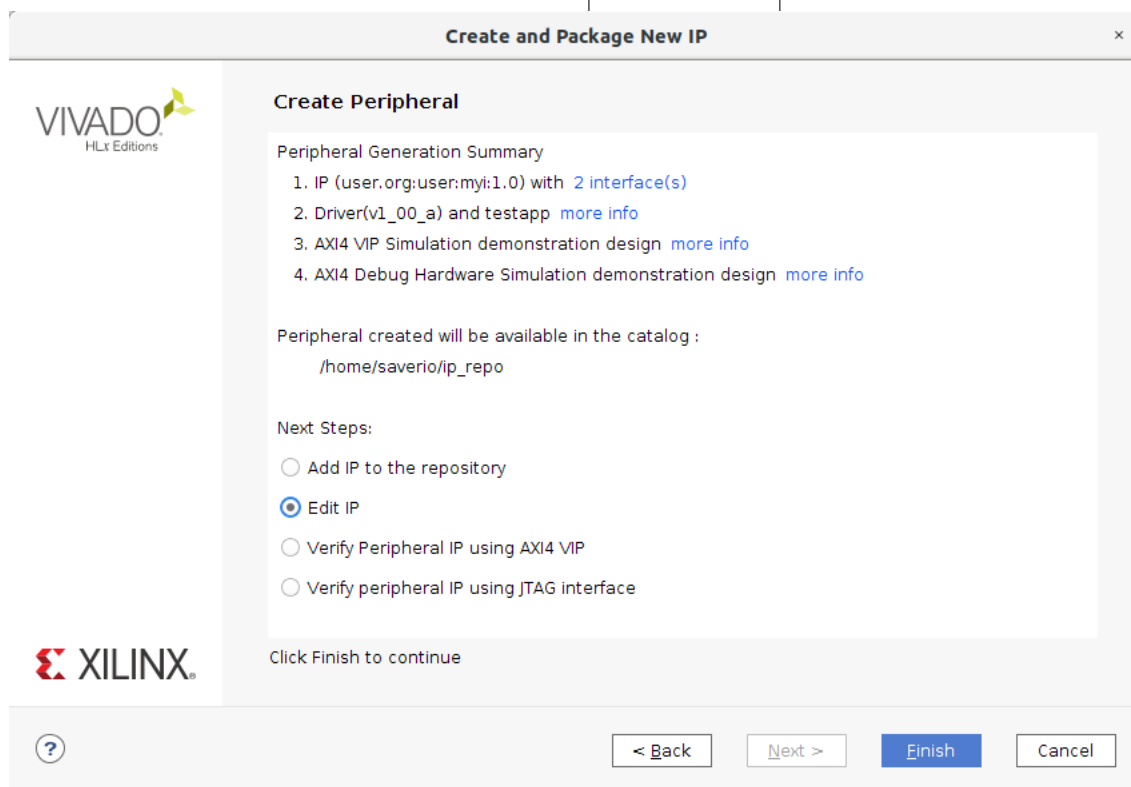 Create and Package New IP
×
VIVADO.
HLx Editions
Create Peripheral
Peripheral Generation Summary
1. IP (user.org:user:myi:1.0) with 2 interface(s)
2. Driver(v1_00_a) and testapp more info
3. AXI4 VIP Simulation demonstration design more info
4. AXI4 Debug Hardware Simulation demonstration design more info
Peripheral created will be available in the catalog :
/home/saverio/ip_repo
Next Steps:
Add IP to the repository
Edit IP
Verify Peripheral IP using AXI4 VIP
Verify peripheral IP using JTAG interface
XILINX.
Click Finish to continue
?
< Back
Next >
Finish
Cancel